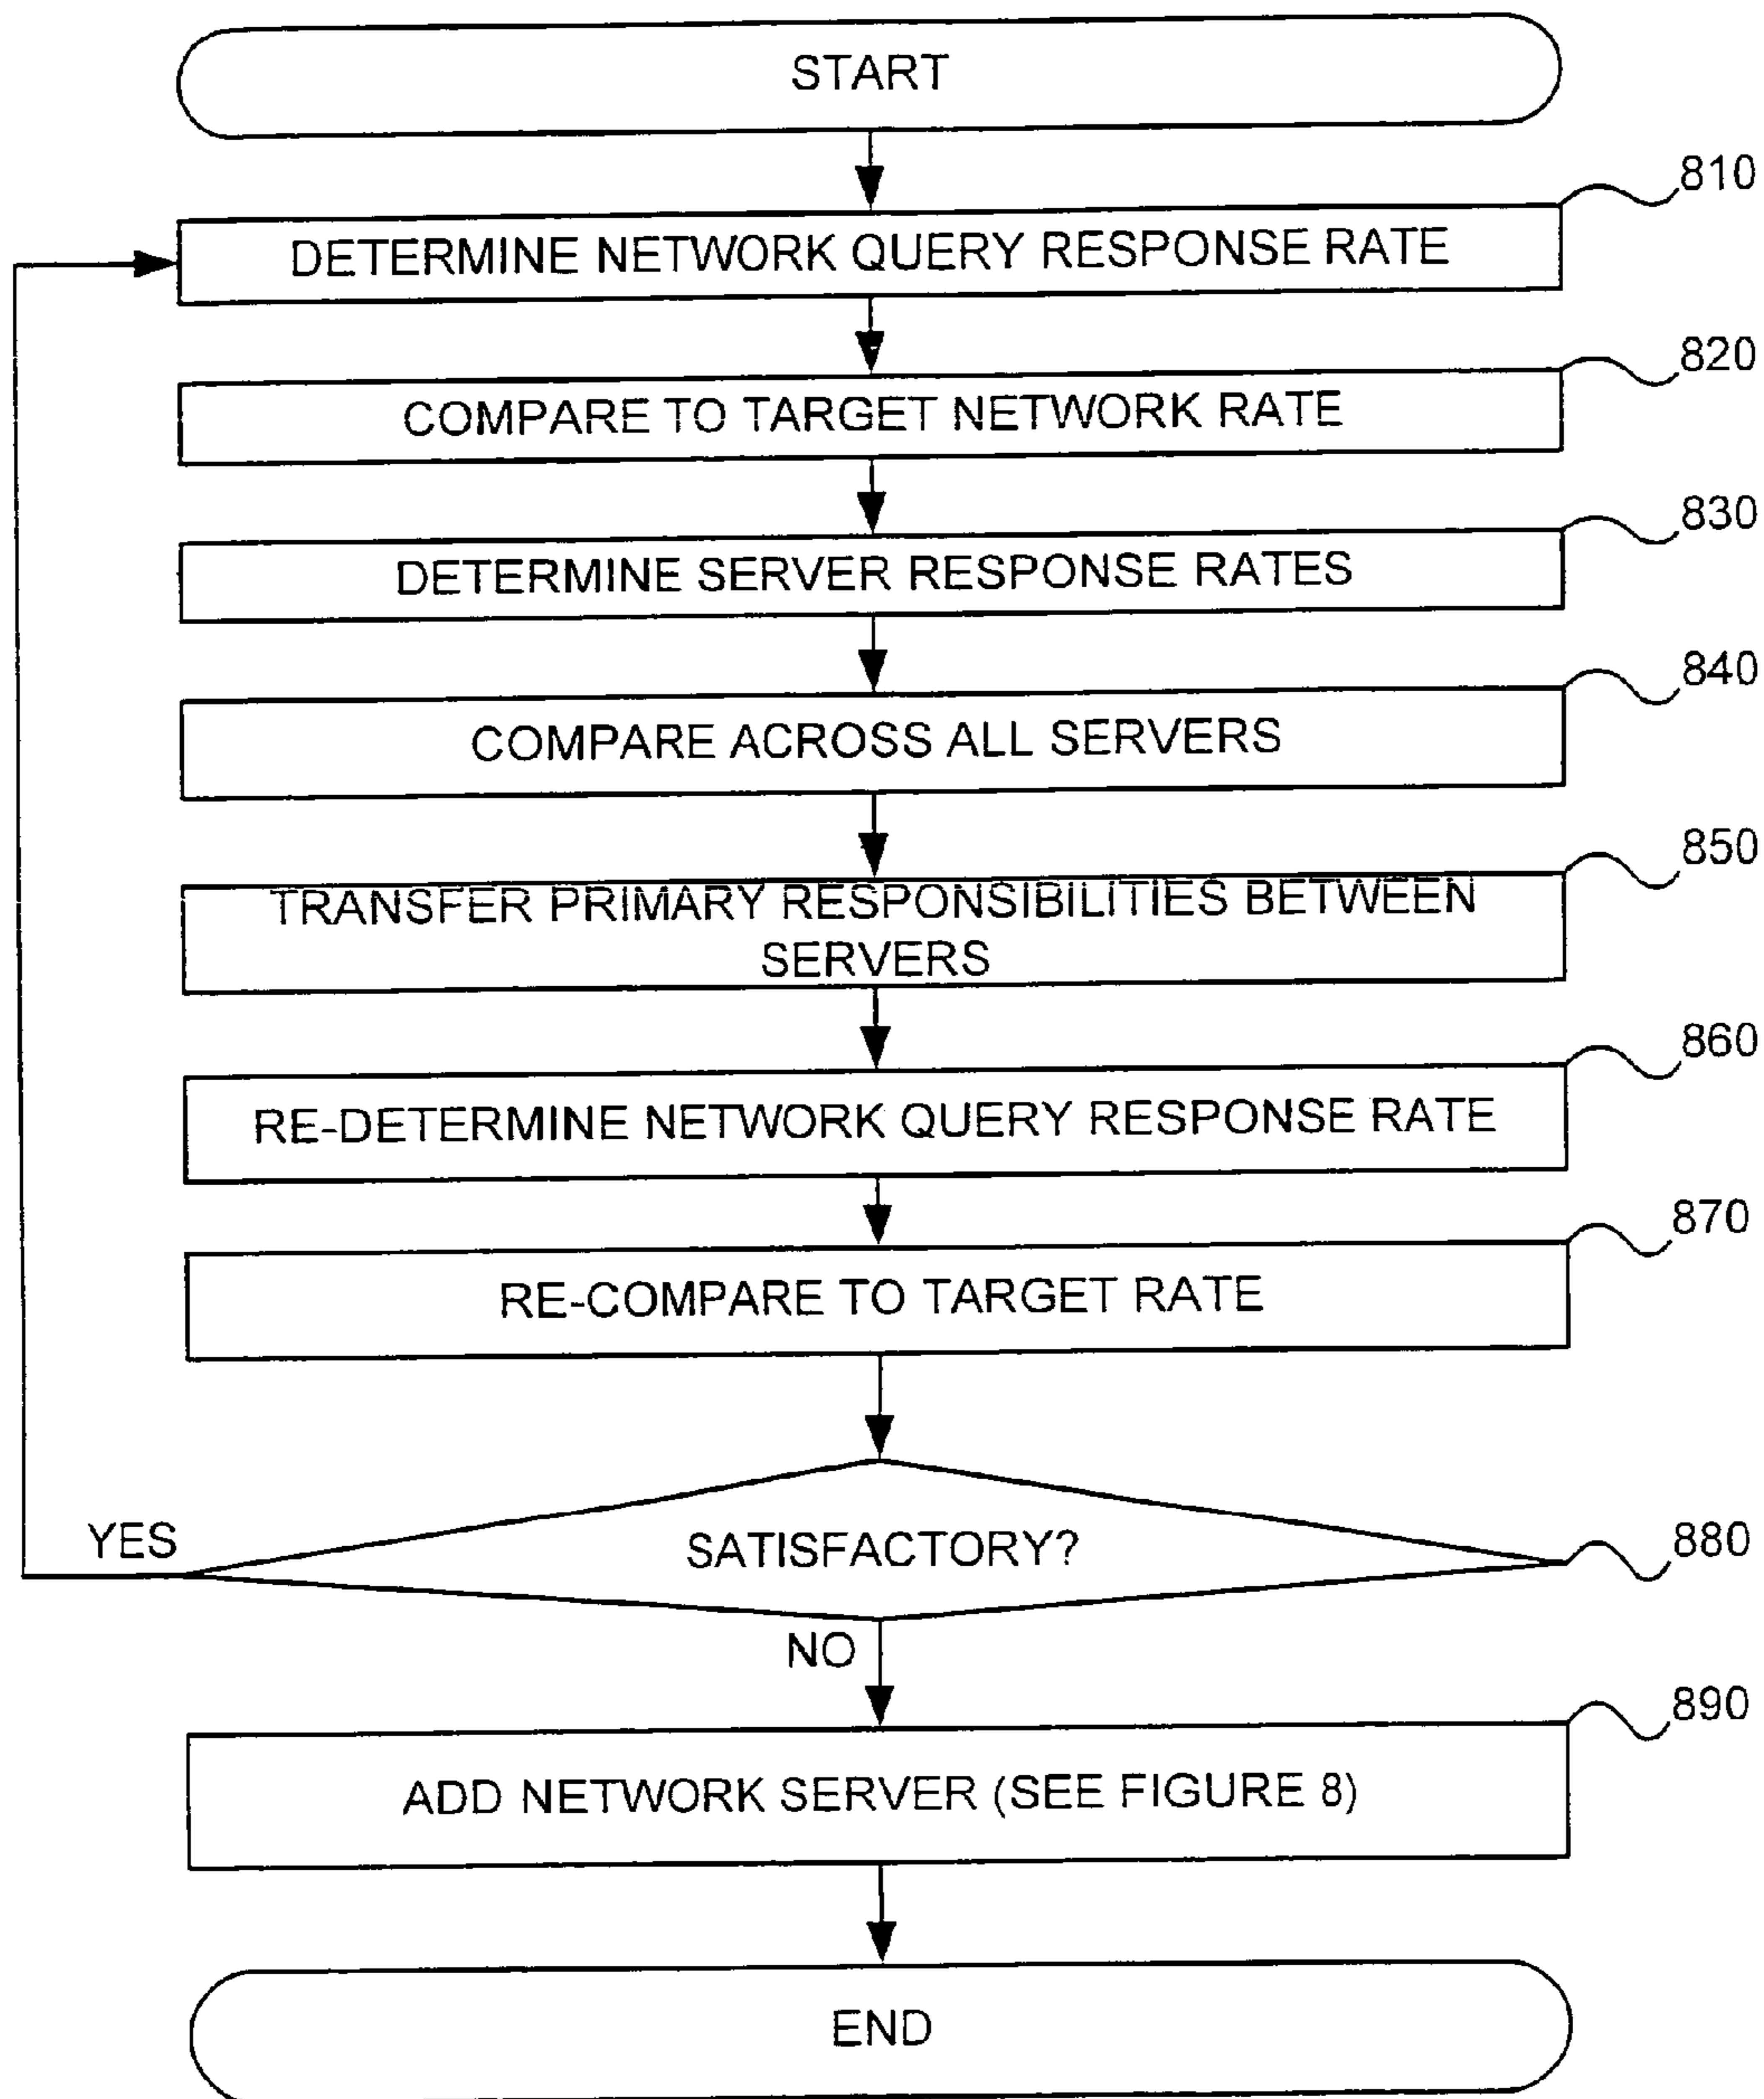 START
810
DETERMINE NETWORK QUERY RESPONSE RATE
820
COMPARE TO TARGET NETWORK RATE
830
DETERMINE SERVER RESPONSE RATES
840
COMPARE ACROSS ALL SERVERS
850
TRANSFER PRIMARY RESPONSIBILITIES BETWEEN
SERVERS
860
RE-DETERMINE NETWORK QUERY RESPONSE RATE
870
RE-COMPARE TO TARGET RATE
YES
SATISFACTORY?
880
NO
890
ADD NETWORK SERVER (SEE FIGURE 8)
END